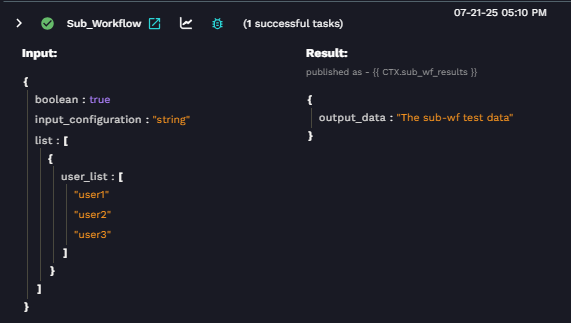 07-21-25 05:10 PM
Sub_Workflow (1 successful tasks)
Input:
{
boolean : true
input_configuration : "string"
list : [
{
user_list : [
"user1"
"user2"
"user3"
]
}
]
}
Result:
published as - {{ CTX.sub_wf_results }}
{
output_data : "The sub-wf test data"
}